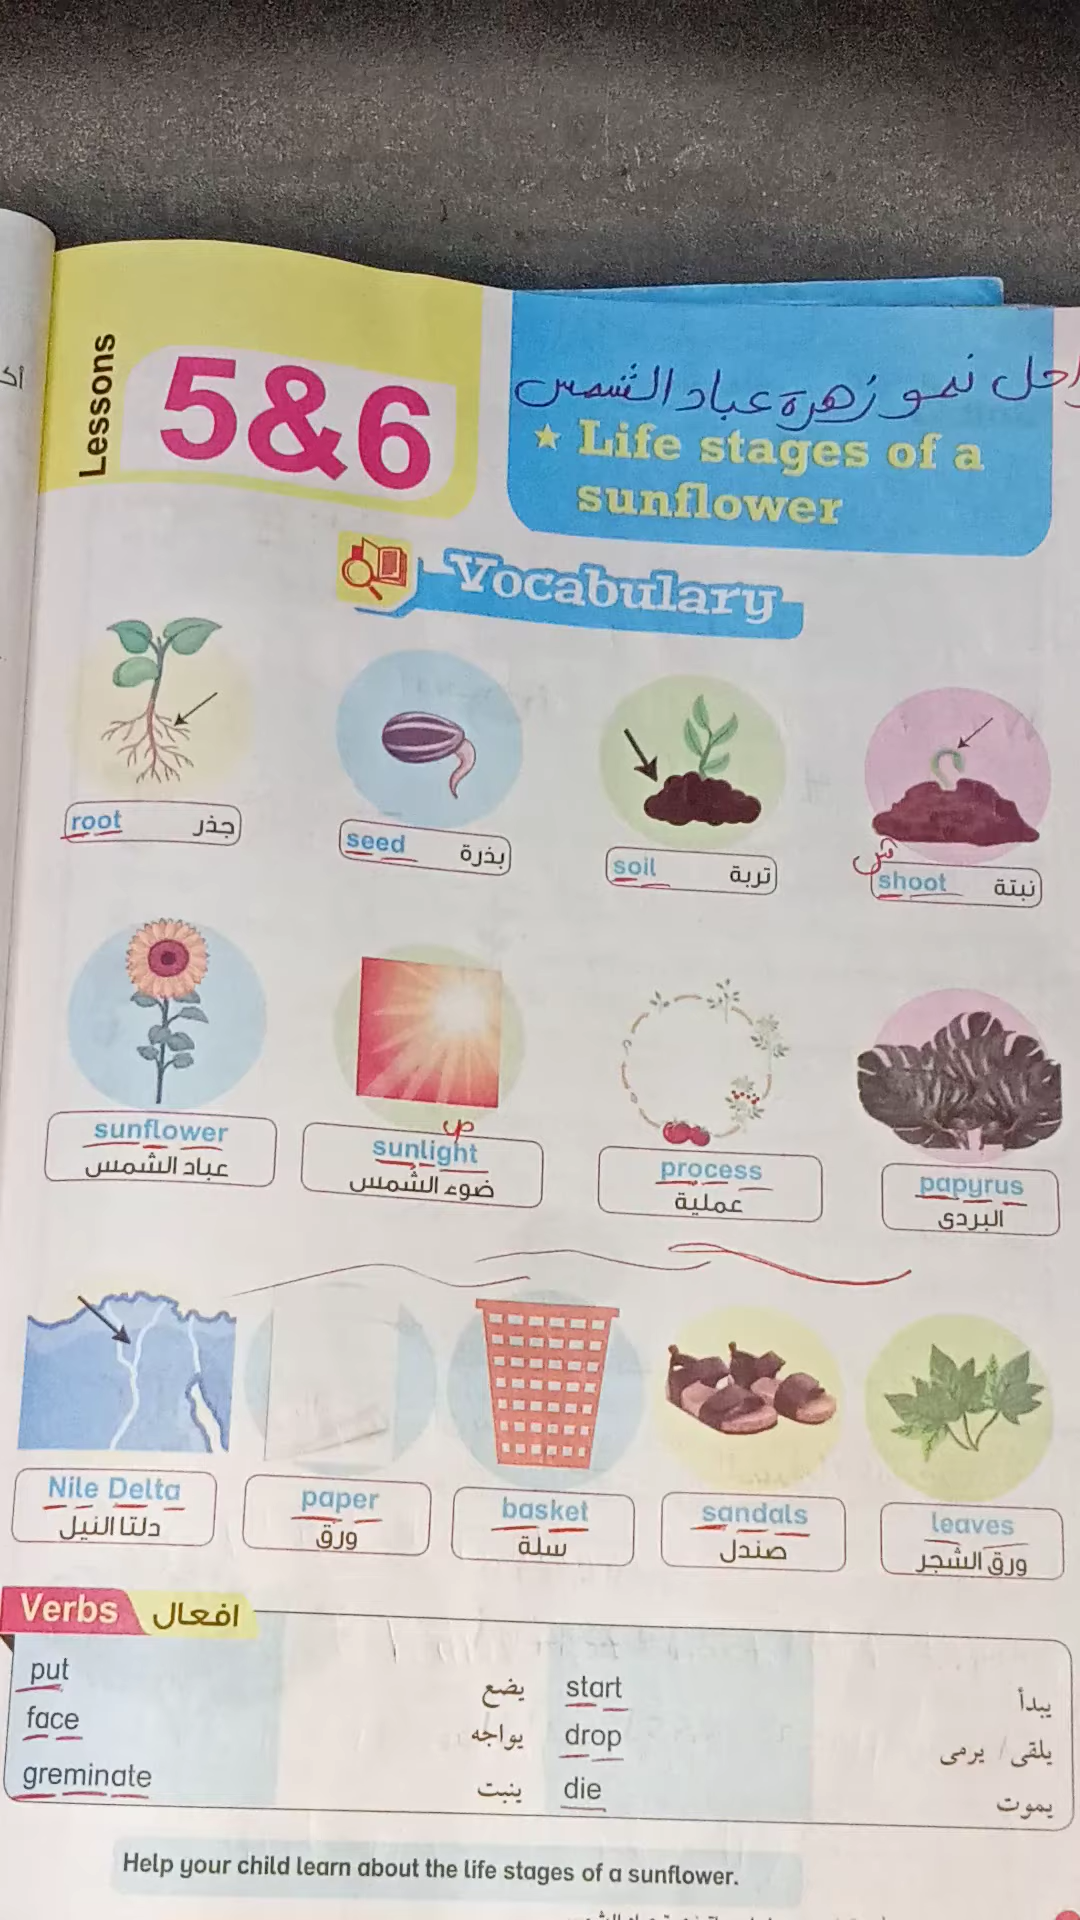 Lessons
5&6
احل نمو زهرة عباد الشمس
★ Life stages of a
sunflower
Vocabulary
root جذر
seed بذرة
soil تربة
ش
shoot نبتة
sunflower
عباد الشمس
ص
sunlight
ضوء الشمس
process
عملية
papyrus
البردى
Nile Delta
دلتا النيل
paper
ورق
basket
سلة
sandals
صندل
leaves
ورق الشجر
Verbs افعال
put يضع start يبدأ
face يواجه drop يلقى / يرمى
greminate ينبت die يموت
Help your child learn about the life stages of a sunflower.